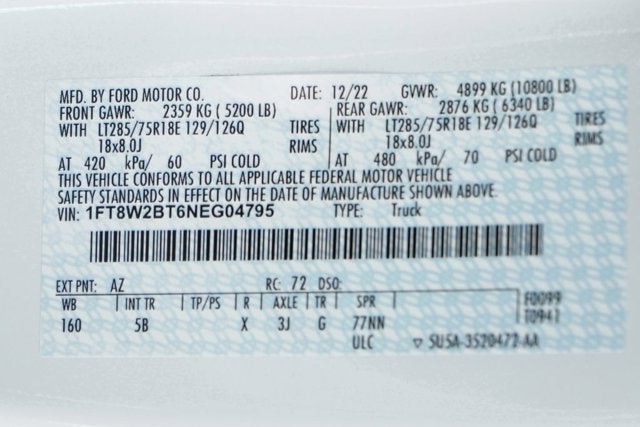 MFD. BY FORD MOTOR CO. DATE: 12/22 GVWR: 4899 KG (10800 LB)
FRONT GAWR: 2359 KG ( 5200 LB) REAR GAWR: 2876 KG ( 6340 LB)
WITH LT285/75R18E 129/126Q TIRES WITH LT285/75R18E 129/126Q TIRES
18x8.0J RIMS 18x8.0J RIMS
AT 420 kPa/ 60 PSI COLD AT 480 kPa/ 70 PSI COLD
THIS VEHICLE CONFORMS TO ALL APPLICABLE FEDERAL MOTOR VEHICLE
SAFETY STANDARDS IN EFFECT ON THE DATE OF MANUFACTURE SHOWN ABOVE.
VIN: 1FT8W2BT6NEG04795 TYPE: Truck
EXT PNT: AZ RC: 72 DSO:
WB INT TR TP/PS R AXLE TR SPR F0099
160 5B X 3J G 77NN T0941
ULC SU5A-3520472-AA